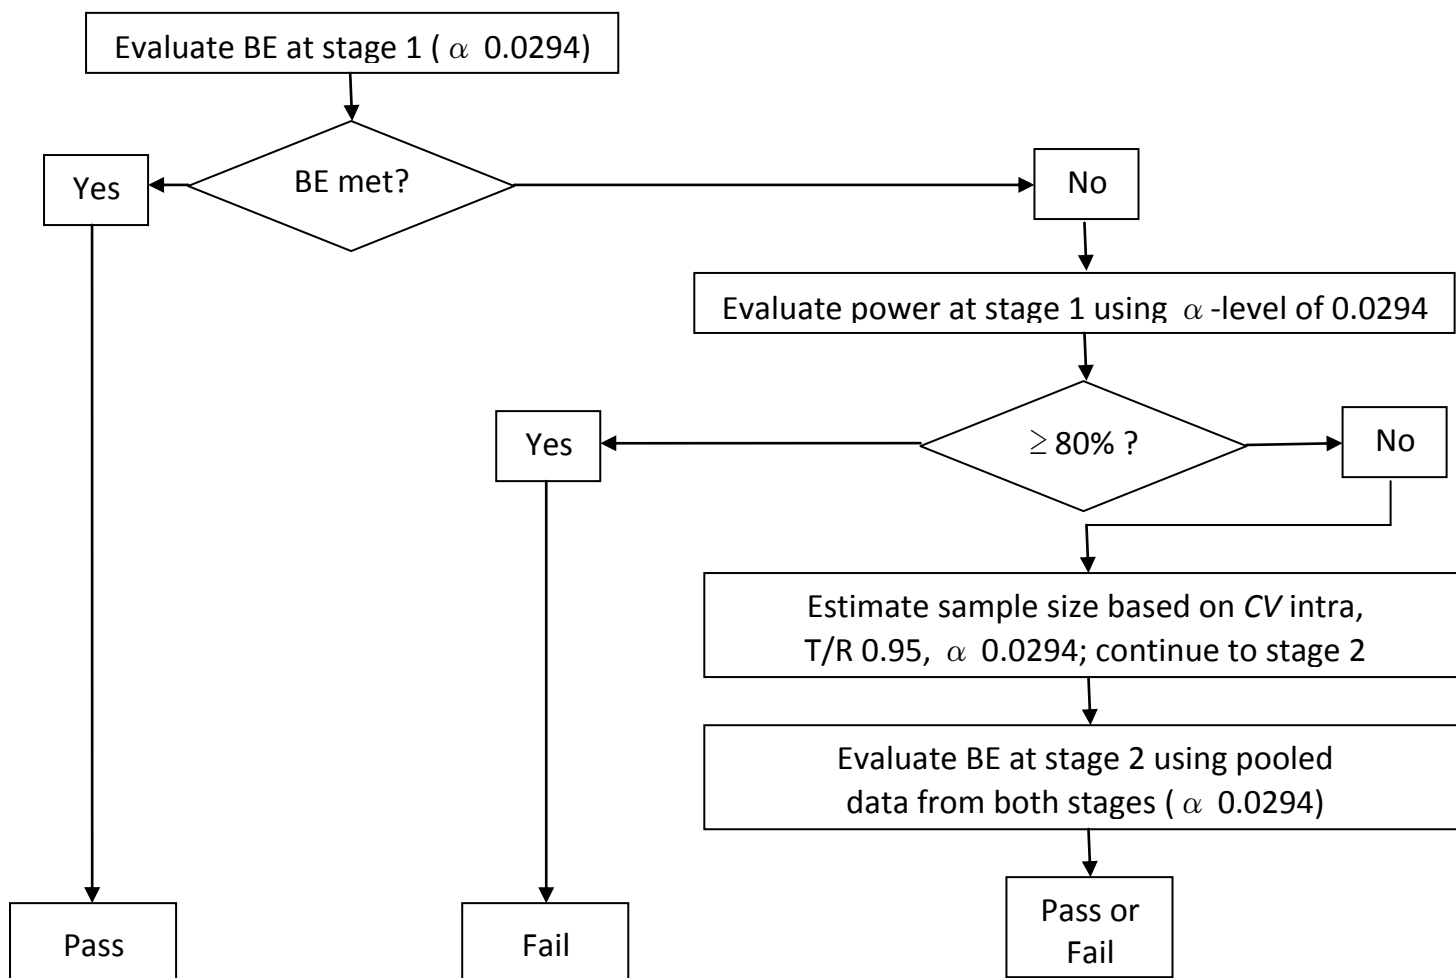 Evaluate BE at stage 1 ( α 0.0294)
BE met?
Yes
No
Evaluate power at stage 1 using α -level of 0.0294
≥ 80% ?
Yes
No
Estimate sample size based on CV intra,
T/R 0.95, α 0.0294; continue to stage 2
Evaluate BE at stage 2 using pooled
data from both stages ( α 0.0294)
Pass
Fail
Pass or
Fail